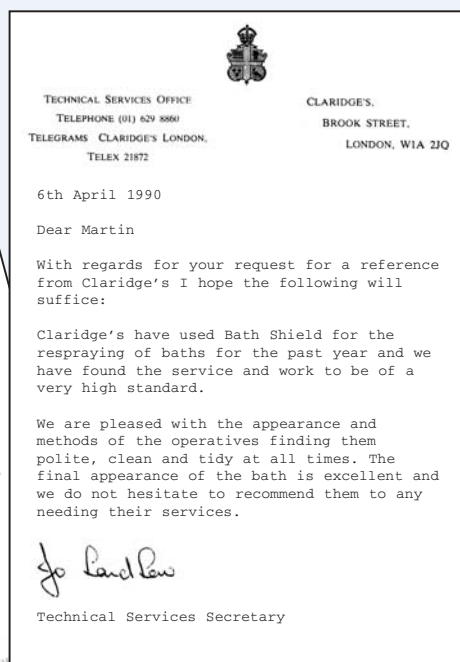 TECHNICAL SERVICES OFFICE
TELEPHONE (01) 629 8860
TELEGRAMS CLARIDGE'S LONDON.
TELEX 21872
CLARIDGE'S,
BROOK STREET,
LONDON, W1A 2JQ
6th April 1990
Dear Martin
With regards for your request for a reference
from Claridge's I hope the following will
suffice:
Claridge's have used Bath Shield for the
respraying of baths for the past year and we
have found the service and work to be of a
very high standard.
We are pleased with the appearance and
methods of the operatives finding them
polite, clean and tidy at all times. The
final appearance of the bath is excellent and
we do not hesitate to recommend them to any
needing their services.
Jo
Technical Services Secretary